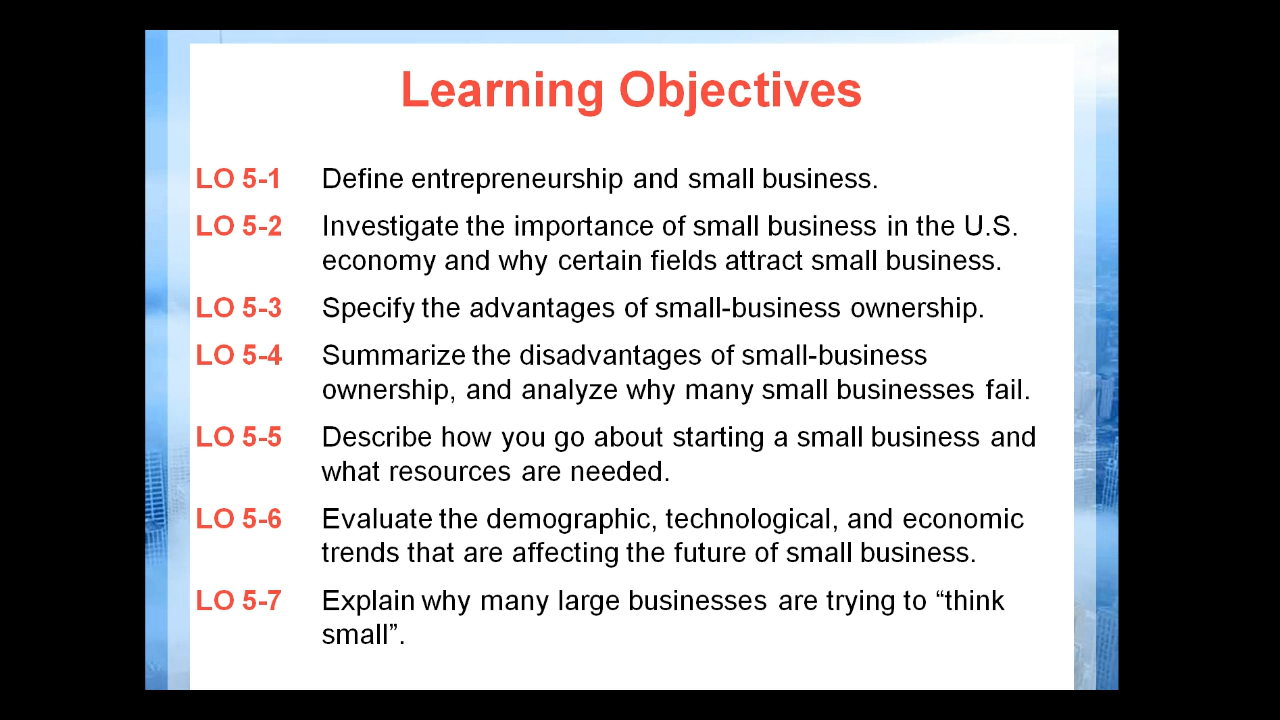 Learning Objectives
LO 5-1 Define entrepreneurship and small business.
LO 5-2 Investigate the importance of small business in the U.S.
economy and why certain fields attract small business.
LO 5-3 Specify the advantages of small-business ownership.
LO 5-4 Summarize the disadvantages of small-business
ownership, and analyze why many small businesses fail.
LO 5-5 Describe how you go about starting a small business and
what resources are needed.
LO 5-6 Evaluate the demographic, technological, and economic
trends that are affecting the future of small business.
LO 5-7 Explain why many large businesses are trying to “think
small”.